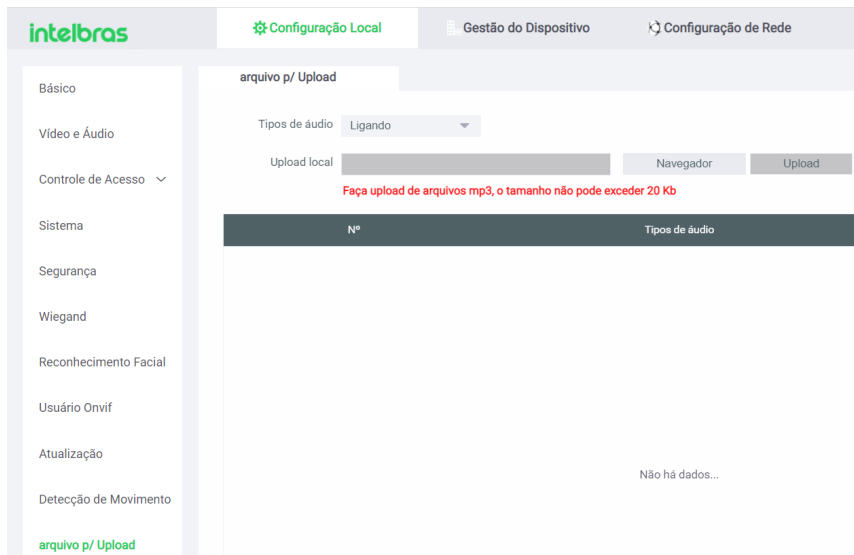 intelbras
Configuração Local
Gestão do Dispositivo
Configuração de Rede
Básico
Vídeo e Áudio
Controle de Acesso
Sistema
Segurança
Wiegand
Reconhecimento Facial
Usuário Onvif
Atualização
Detecção de Movimento
arquivo p/ Upload
arquivo p/ Upload
Tipos de áudio Ligando
Upload local Navegador Upload
Faça upload de arquivos mp3, o tamanho não pode exceder 20 Kb
Nº Tipos de áudio
Não há dados...